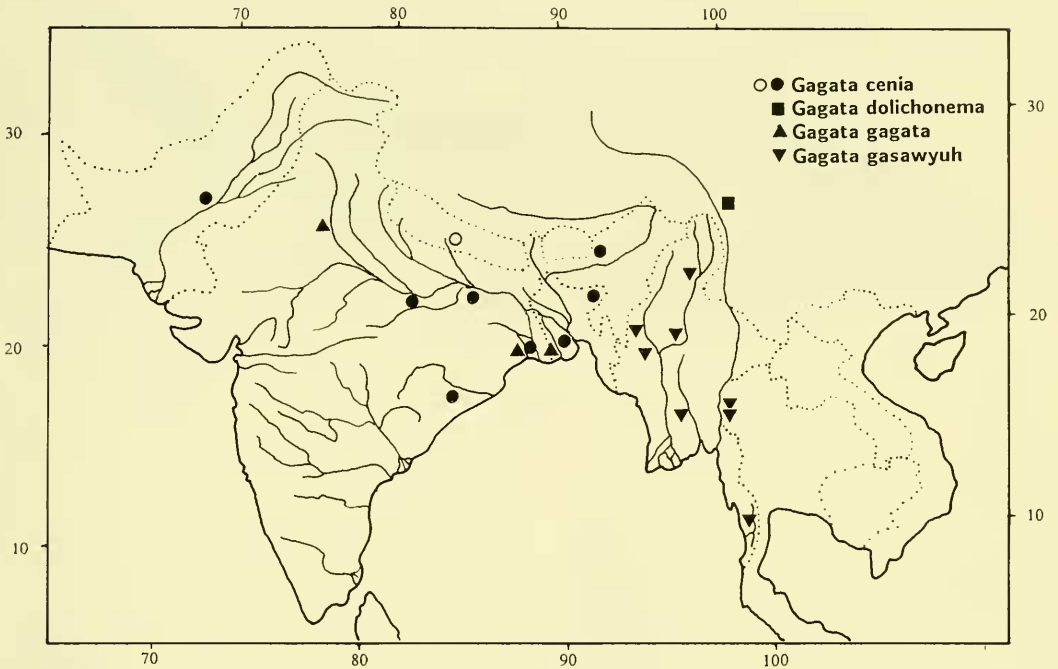 70 80 90 100
○● Gagata cenia
■ Gagata dolichonema
▲ Gagata gagata
▼ Gagata gasawyuh
30 30
20 20
10 10
70 80 90 100